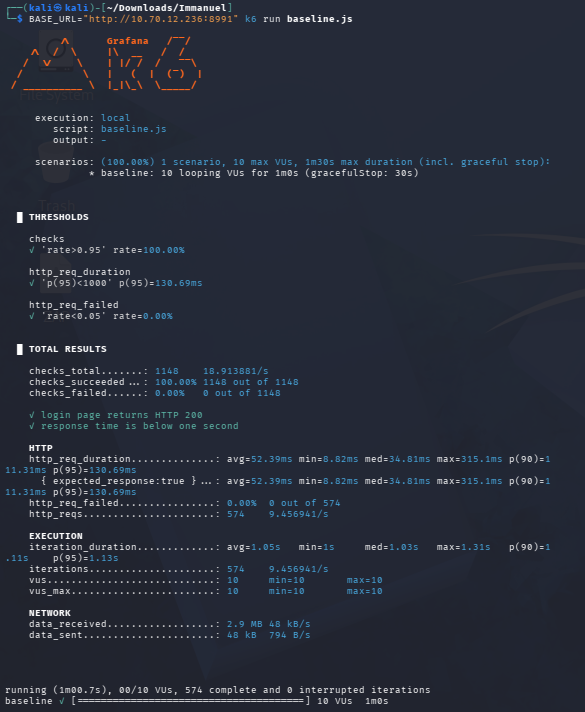 ┌──(kali㉿kali)-[~/Downloads/Immanuel]
└─$ BASE_URL="http://10.70.12.236:8991" k6 run baseline.js
Grafana
execution: local
script: baseline.js
output: -
scenarios: (100.00%) 1 scenario, 10 max VUs, 1m30s max duration (incl. graceful stop):
* baseline: 10 looping VUs for 1m0s (gracefulStop: 30s)
█ THRESHOLDS
checks
✓ 'rate>0.95' rate=100.00%
http_req_duration
✓ 'p(95)<1000' p(95)=130.69ms
http_req_failed
✓ 'rate<0.05' rate=0.00%
█ TOTAL RESULTS
checks_total.......: 1148    18.913881/s
checks_succeeded...: 100.00% 1148 out of 1148
checks_failed......: 0.00%   0 out of 1148
✓ login page returns HTTP 200
✓ response time is below one second
HTTP
http_req_duration..............: avg=52.39ms min=8.82ms med=34.81ms max=315.1ms p(90)=1
11.31ms p(95)=130.69ms
{ expected_response:true }...: avg=52.39ms min=8.82ms med=34.81ms max=315.1ms p(90)=1
11.31ms p(95)=130.69ms
http_req_failed................: 0.00%  0 out of 574
http_reqs......................: 574    9.456941/s
EXECUTION
iteration_duration.............: avg=1.05s   min=1s     med=1.03s   max=1.31s   p(90)=1
.11s    p(95)=1.13s
iterations.....................: 574    9.456941/s
vus............................: 10     min=10       max=10
vus_max........................: 10     min=10       max=10
NETWORK
data_received..................: 2.9 MB 48 kB/s
data_sent......................: 48 kB  794 B/s
running (1m00.7s), 00/10 VUs, 574 complete and 0 interrupted iterations
baseline ✓ [======================================] 10 VUs  1m0s
File System
Trash